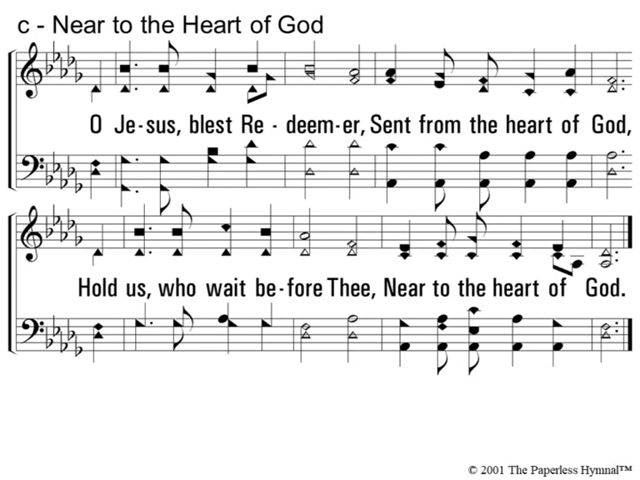 c - Near to the Heart of God
O Je-sus, blest Re - deem-er, Sent from the heart of God,
Hold us, who wait be-fore Thee, Near to the heart of God.
© 2001 The Paperless Hymnal™